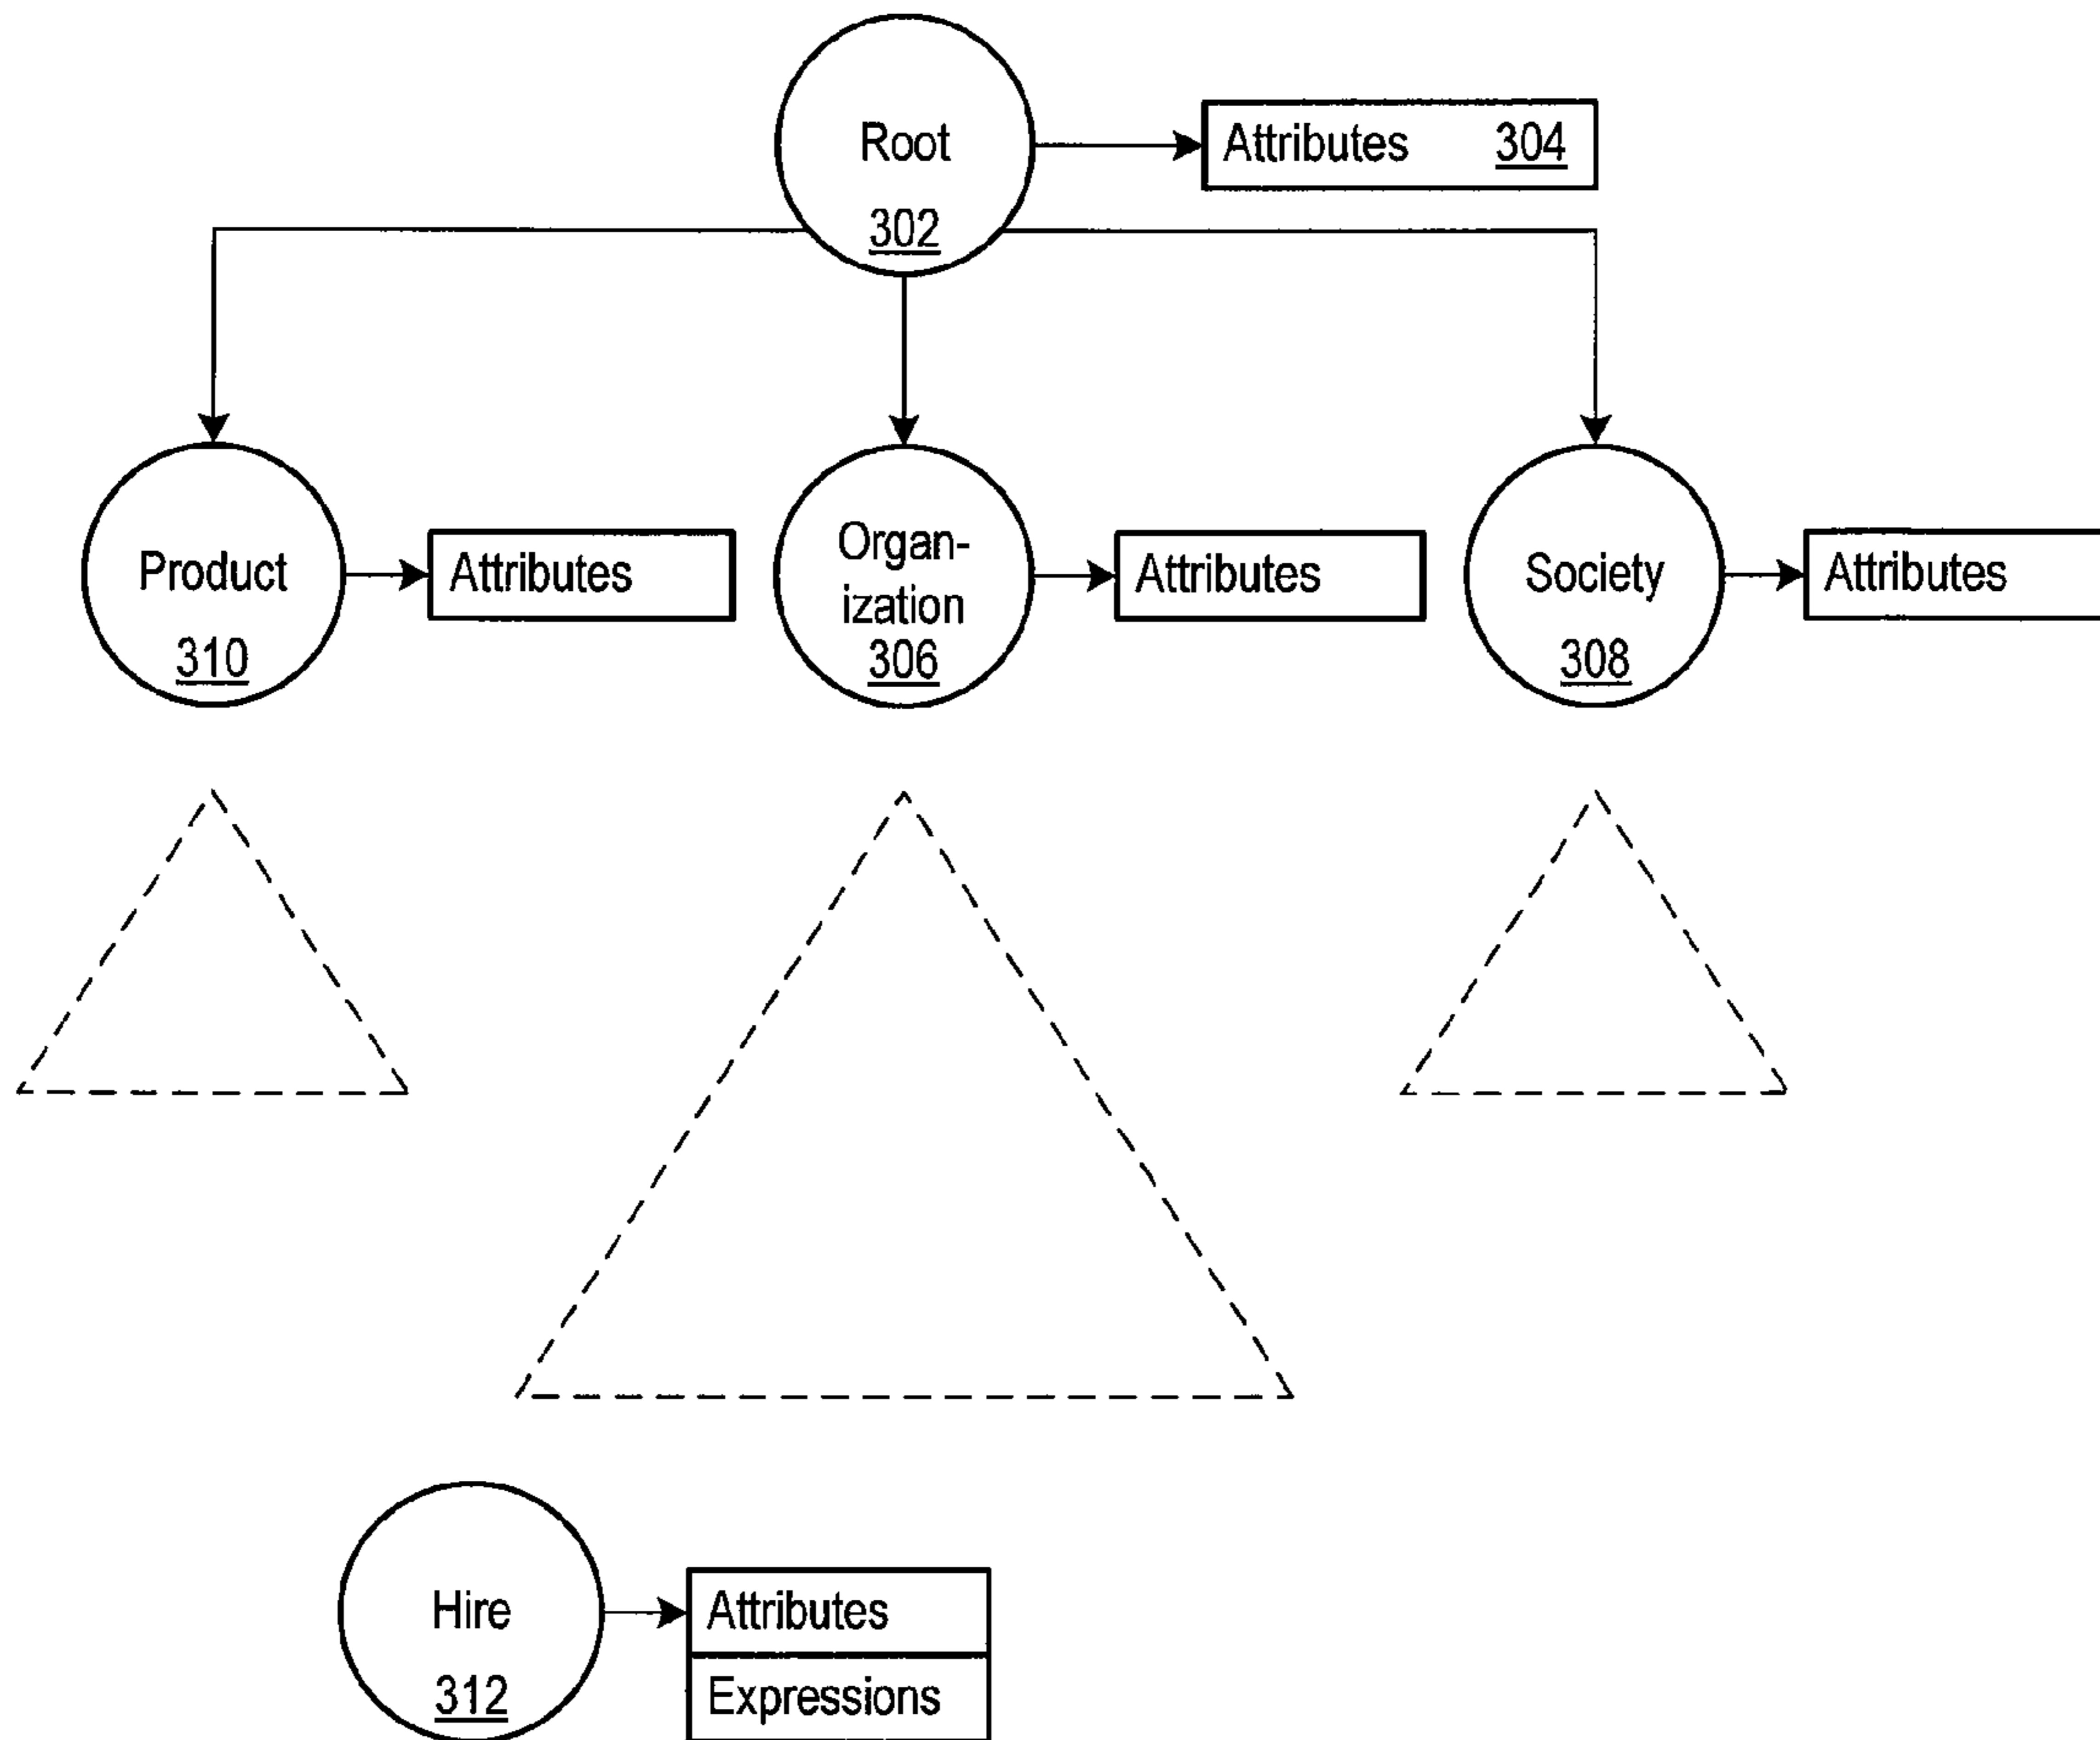 Root
302
Attributes 304
Product
310
Attributes
Organ-
ization
306
Attributes
Society
308
Attributes
Hire
312
Attributes
Expressions